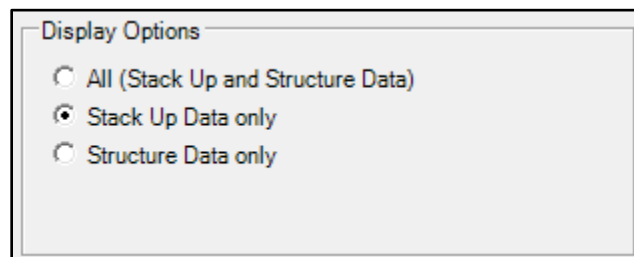 Display Options
All (Stack Up and Structure Data)
Stack Up Data only
Structure Data only